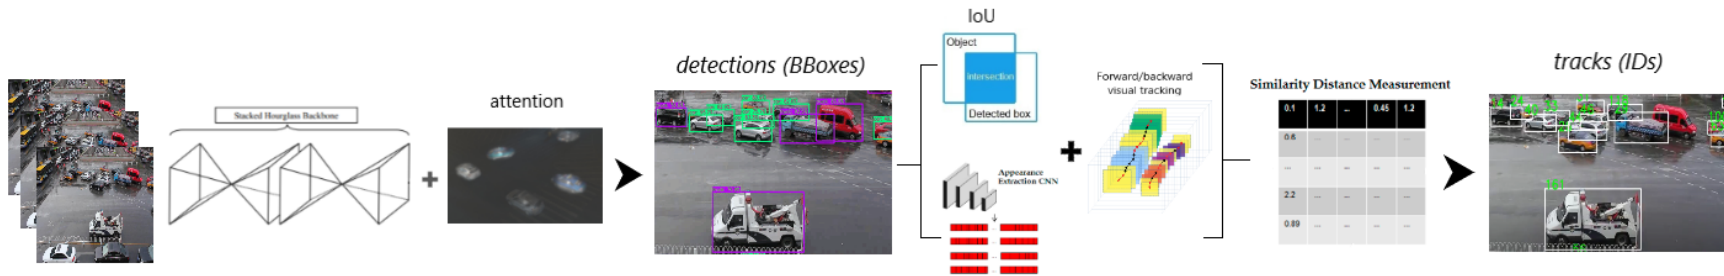 Stacked Hourglass Backbone
attention
detections (BBoxes)
IoU
Object
Intersection
Detected box
Appearance
Extraction CNN
Forward/backward
visual tracking
Similarity Distance Measurement
0.1 1.2 ... 0.45 1.2
0.6 ... ... ... ...
... ... ... ... ...
2.2 ... ... ... ...
0.89 ... ... ... ...
tracks (IDs)